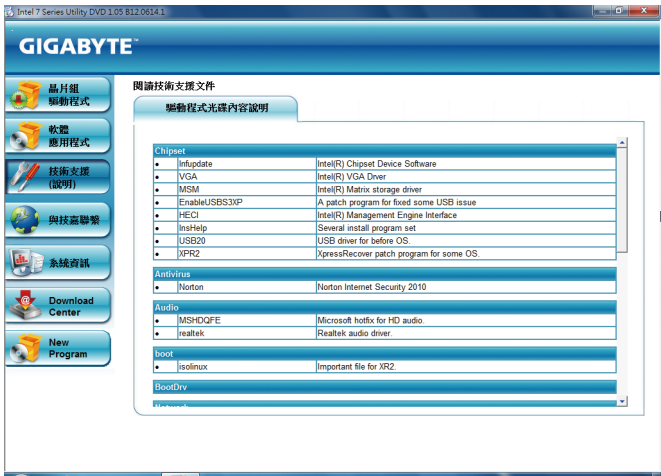 Intel 7 Series Utility DVD 1.05 B12.0614.1
GIGABYTE™
晶片組
驅動程式
軟體
應用程式
技術支援
(說明)
與技嘉聯繫
系統資訊
Download
Center
New
Program
閱讀技術支援文件
驅動程式光碟內容說明
Chipset
• Infupdate Intel(R) Chipset Device Software
• VGA Intel(R) VGA Drver
• MSM Intel(R) Matrix storage driver
• EnableUSBS3XP A patch program for fixed some USB issue
• HECI Intel(R) Management Engine Interface
• InsHelp Several install program set
• USB20 USB driver for before OS.
• XPR2 XpressRecover patch program for some OS.
Antivirus
• Norton Norton Internet Security 2010
Audio
• MSHDQFE Microsoft hotfix for HD audio.
• realtek Realtek audio driver.
boot
• isolinux Important file for XR2.
BootDrv
Network